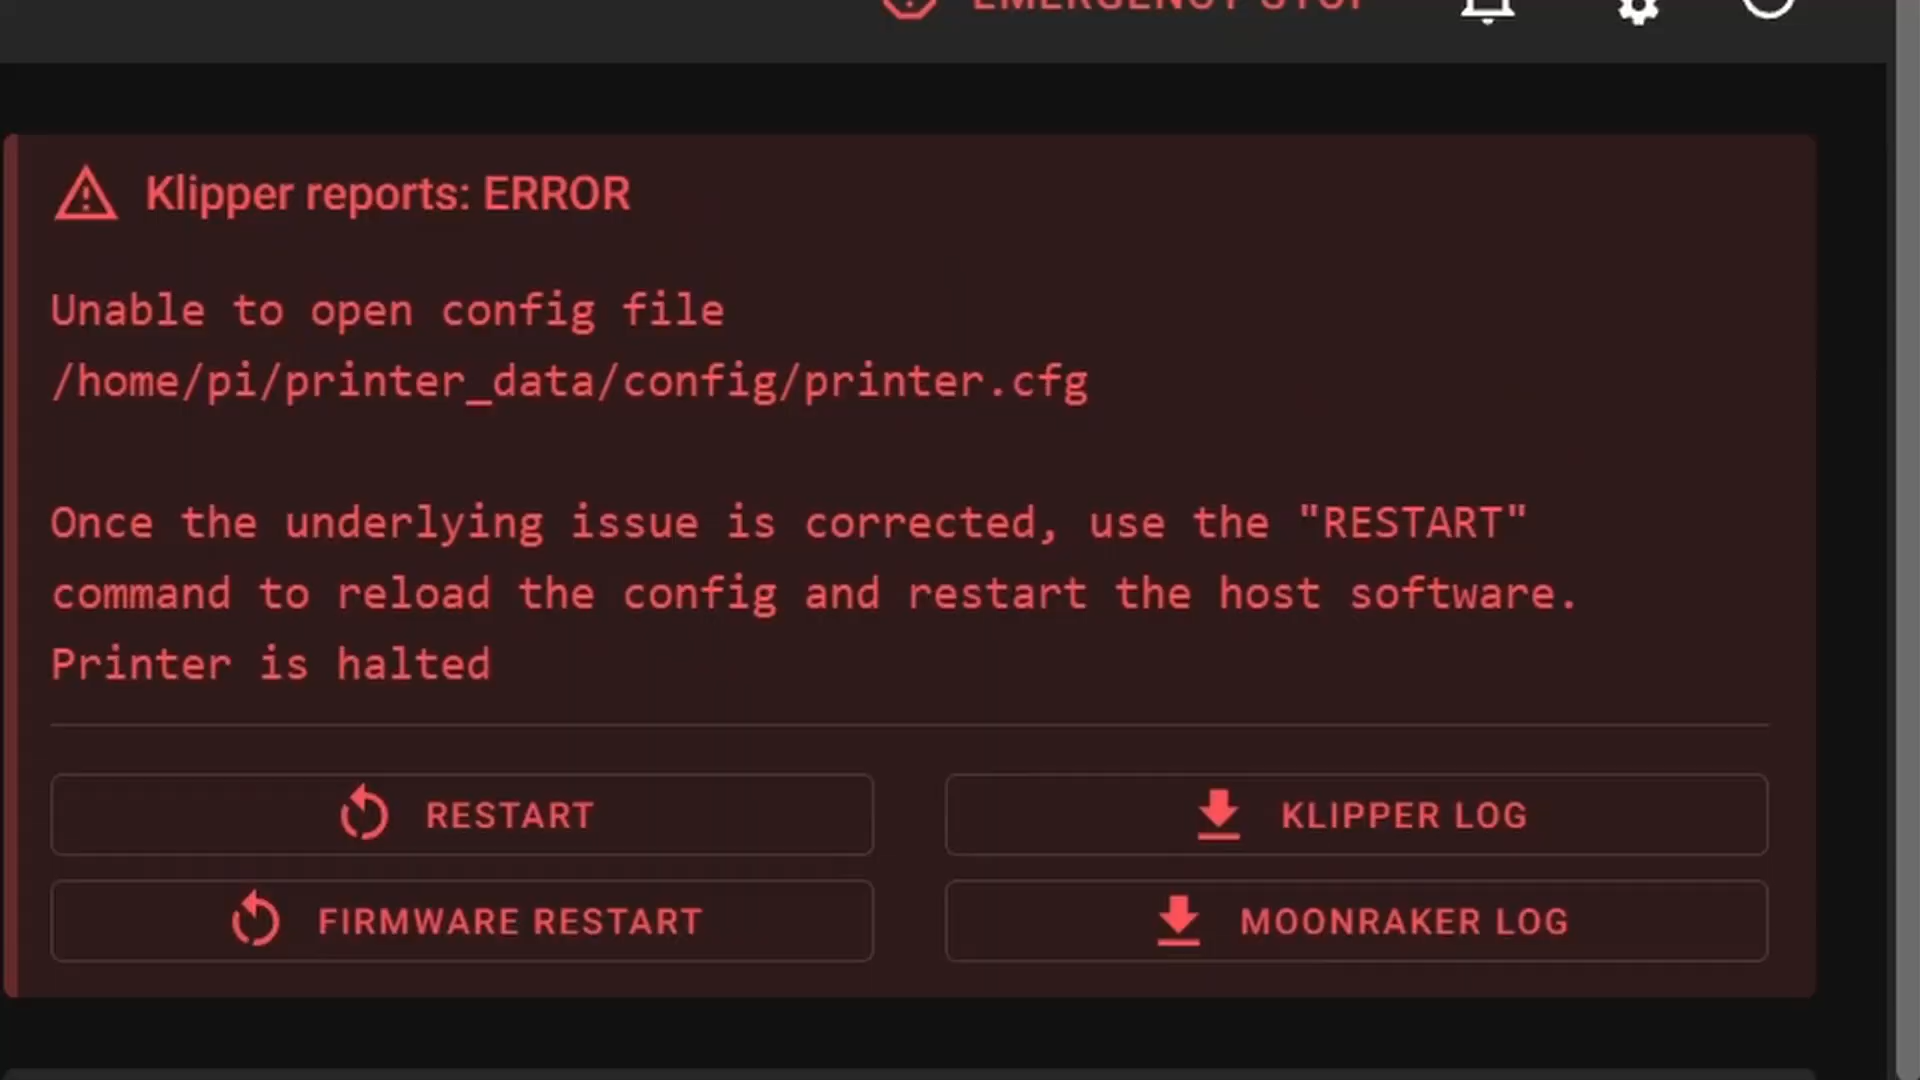 EMERGENCY STOP
Klipper reports: ERROR
Unable to open config file
/home/pi/printer_data/config/printer.cfg
Once the underlying issue is corrected, use the "RESTART"
command to reload the config and restart the host software.
Printer is halted
RESTART
KLIPPER LOG
FIRMWARE RESTART
MOONRAKER LOG